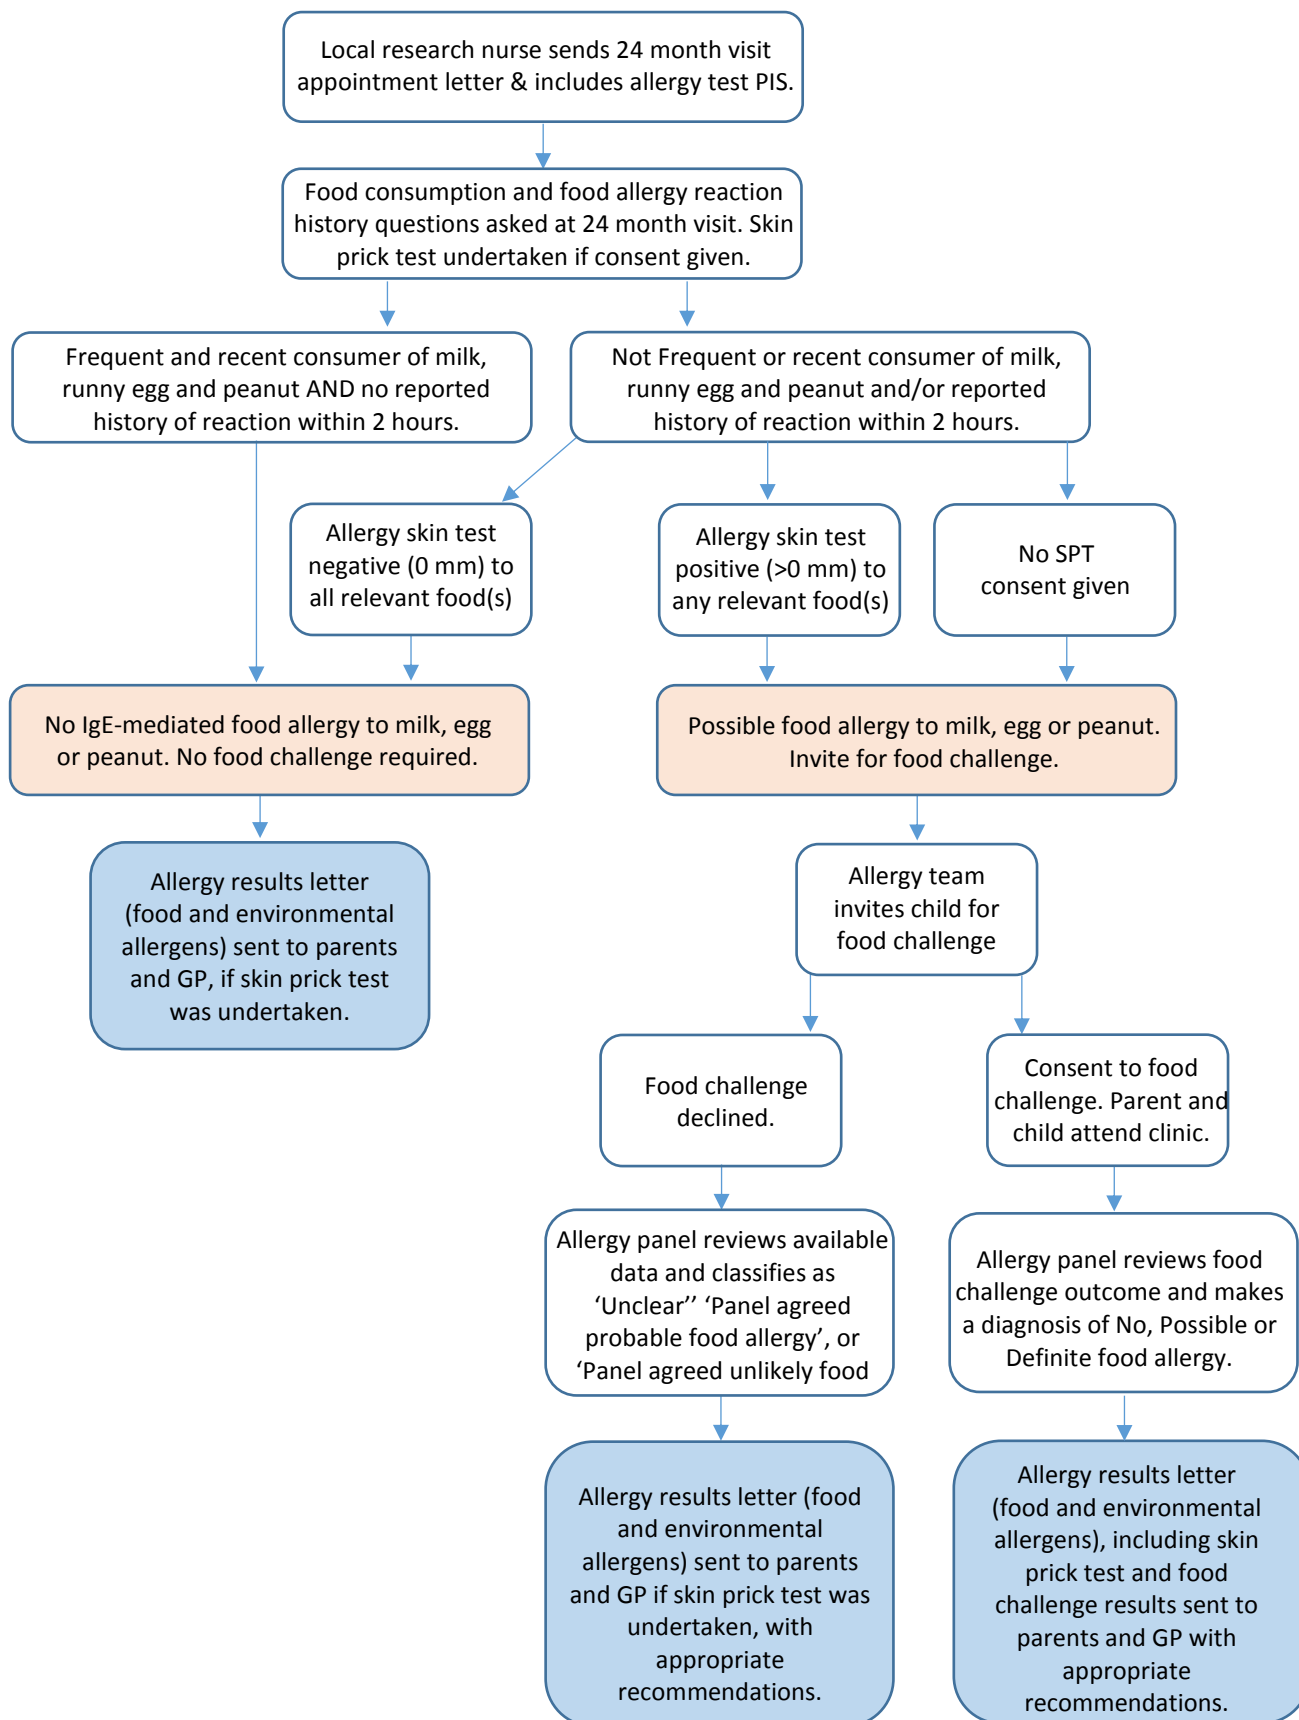 Local research nurse sends 24 month visit
appointment letter & includes allergy test PIS.
Food consumption and food allergy reaction
history questions asked at 24 month visit. Skin
prick test undertaken if consent given.
Frequent and recent consumer of milk,
runny egg and peanut AND no reported
history of reaction within 2 hours.
Not Frequent or recent consumer of milk,
runny egg and peanut and/or reported
history of reaction within 2 hours.
Allergy skin test
negative (0 mm) to
all relevant food(s)
Allergy skin test
positive (>0 mm) to
any relevant food(s)
No SPT
consent given
No IgE-mediated food allergy to milk, egg
or peanut. No food challenge required.
Possible food allergy to milk, egg or peanut.
Invite for food challenge.
Allergy results letter
(food and environmental
allergens) sent to parents
and GP, if skin prick test
was undertaken.
Allergy team
invites child for
food challenge
Food challenge
declined.
Consent to food
challenge. Parent and
child attend clinic.
Allergy panel reviews available
data and classifies as
‘Unclear’’ ‘Panel agreed
probable food allergy’, or
‘Panel agreed unlikely food
Allergy panel reviews food
challenge outcome and makes
a diagnosis of No, Possible or
Definite food allergy.
Allergy results letter (food
and environmental
allergens) sent to parents
and GP if skin prick test was
undertaken, with
appropriate
recommendations.
Allergy results letter
(food and environmental
allergens), including skin
prick test and food
challenge results sent to
parents and GP with
appropriate
recommendations.